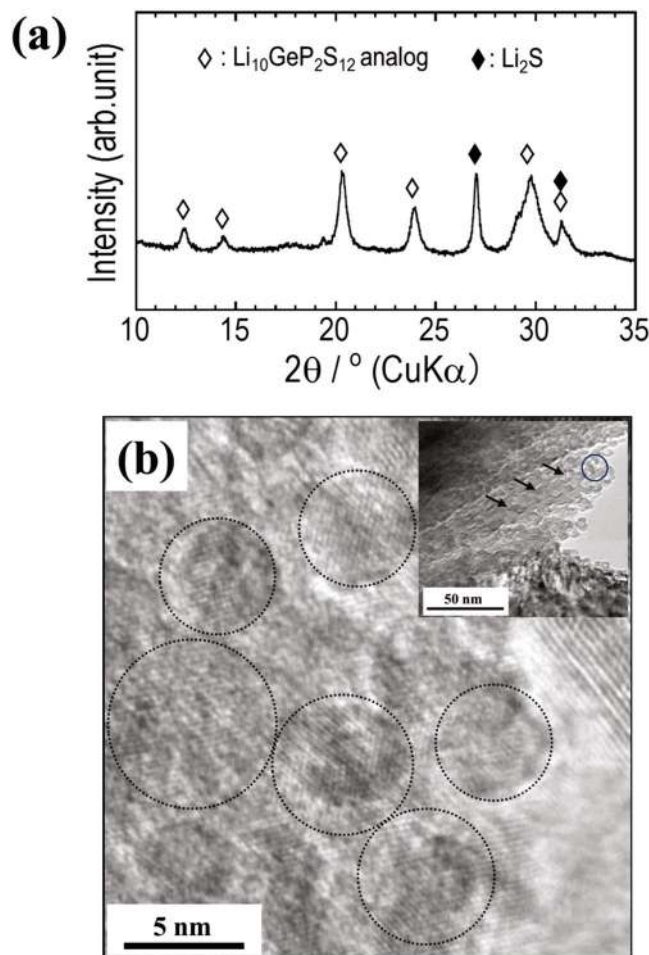 (a)
Intensity (arb.unit)
◇ : Li₁₀GeP₂S₁₂ analog ◆ : Li₂S
10 15 20 25 30 35
2θ / ° (CuKα)
(b)
50 nm
5 nm